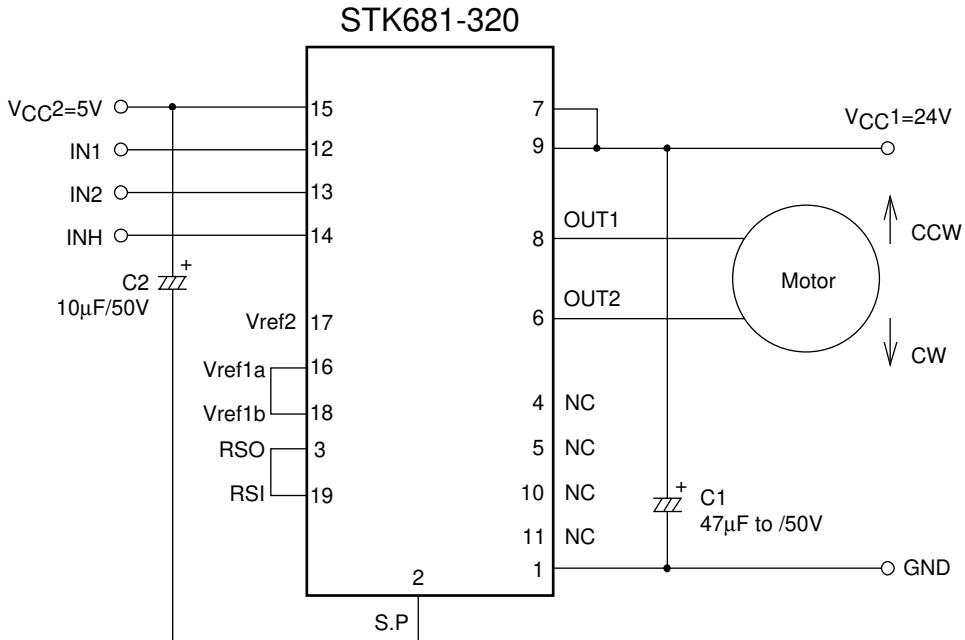 STK681-320
VCC2=5V
15
7
VCC1=24V
IN1
12
9
IN2
13
INH
14
OUT1
8
CCW
C2
+
10μF/50V
Motor
OUT2
6
CW
Vref2
17
Vref1a
16
4
NC
Vref1b
18
RSO
3
5
NC
RSI
19
10
NC
+
C1
47μF to /50V
11
NC
1
GND
2
S.P